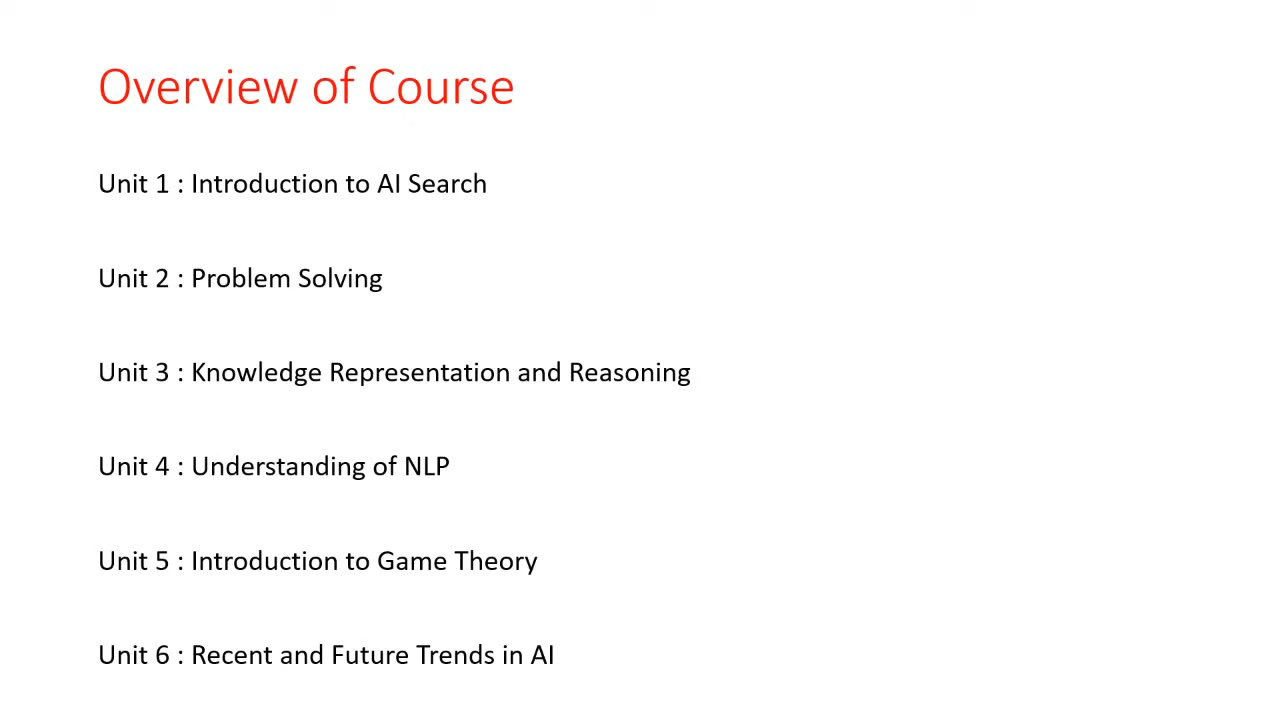 Overview of Course
Unit 1 : Introduction to AI Search
Unit 2 : Problem Solving
Unit 3 : Knowledge Representation and Reasoning
Unit 4 : Understanding of NLP
Unit 5 : Introduction to Game Theory
Unit 6 : Recent and Future Trends in AI